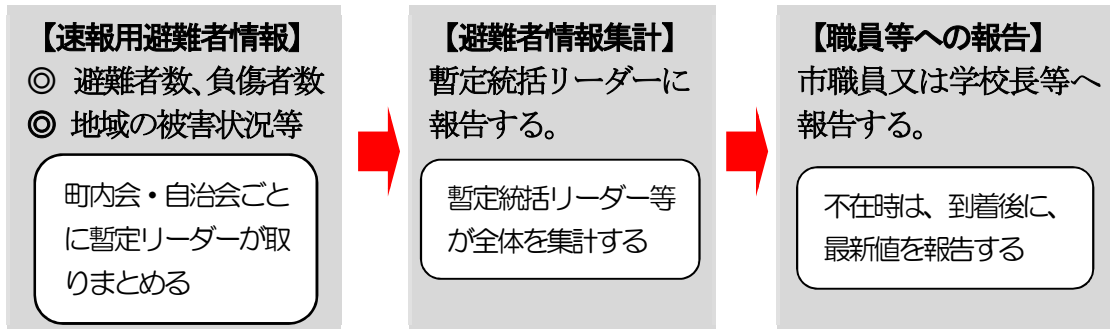 【速報用避難者情報】
◎ 避難者数、負傷者数
◎ 地域の被害状況等
町内会・自治会ごと
に暫定リーダーが取
りまとめる
【避難者情報集計】
暫定統括リーダーに
報告する。
暫定統括リーダー等
が全体を集計する
【職員等への報告】
市職員又は学校長等へ
報告する。
不在時は、到着後に、
最新値を報告する